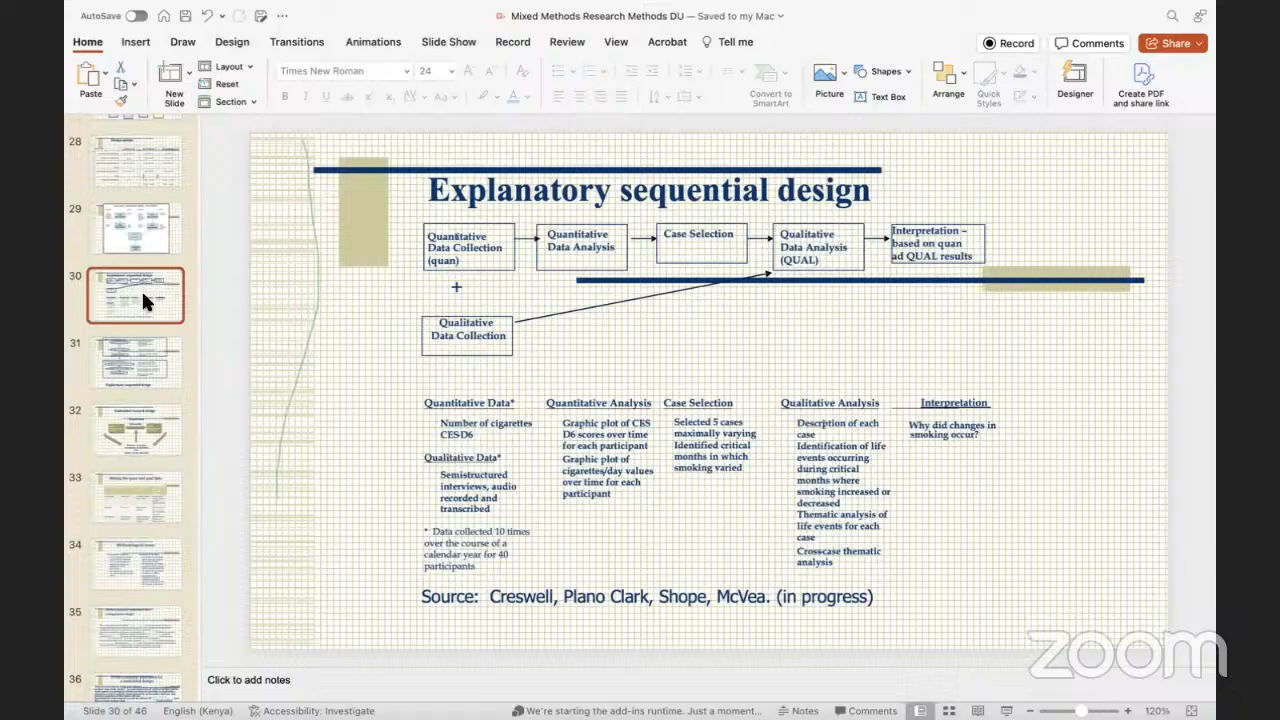 AutoSave
Mixed Methods Research Methods DU — Saved to my Mac
Home
Insert
Draw
Design
Transitions
Animations
Slide Show
Record
Review
View
Acrobat
Tell me
Record
Comments
Share
Paste
New Slide
Layout
Reset
Section
Times New Roman
24
Convert to SmartArt
Picture
Shapes
Text Box
Arrange
Quick Styles
Designer
Create PDF and share link
28
29
30
31
32
33
34
35
36
Explanatory sequential design
Quantitative
Data Collection
(quan)
Quantitative
Data Analysis
Case Selection
Qualitative
Data Analysis
(QUAL)
Interpretation –
based on quan
ad QUAL results
+
Qualitative
Data Collection
Quantitative Data*
Number of cigarettes
CES-D6
Qualitative Data*
Semistructured
interviews, audio
recorded and
transcribed
* Data collected 10 times
over the course of a
calendar year for 40
participants
Quantitative Analysis
Graphic plot of CES
D6 scores over time
for each participant
Graphic plot of
cigarettes/day values
over time for each
participant
Case Selection
Selected 5 cases
maximally varying
Identified critical
months in which
smoking varied
Qualitative Analysis
Description of each
case
Identification of life
events occurring
during critical
months where
smoking increased or
decreased
Thematic analysis of
life events for each
case
Cross-case thematic
analysis
Interpretation
Why did changes in
smoking occur?
Source: Creswell, Plano Clark, Shope, McVea. (in progress)
zoom
Click to add notes
Slide 30 of 46
English (Kenya)
Accessibility: Investigate
We're starting the add-ins runtime. Just a moment...
Notes
Comments
120%